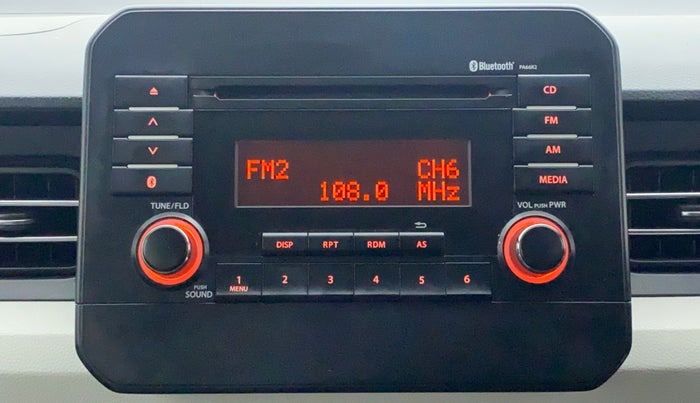 Bluetooth PA66K2
CD
FM
AM
MEDIA
FM2 CH6
108.0 MHz
TUNE/FLD
VOL PUSH PWR
DISP RPT RDM AS
PUSH SOUND
1 2 3 4 5 6
MENU